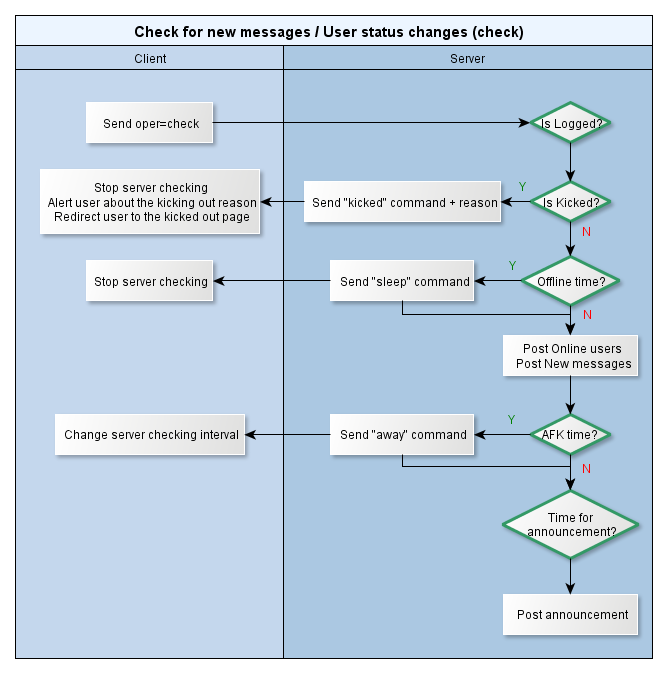 Check for new messages / User status changes (check)
Client
Server
Send oper=check
Is Logged?
Stop server checking
Alert user about the kicking out reason
Redirect user to the kicked out page
Send "kicked" command + reason
Y
Is Kicked?
N
Stop server checking
Send "sleep" command
Y
Offline time?
N
Post Online users
Post New messages
Change server checking interval
Send "away" command
Y
AFK time?
N
Time for
announcement?
Post announcement